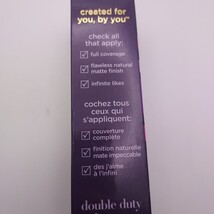 created for
you, by you™
check all
that apply:
full coverage
flawless natural
matte finish
infinite likes
cochez tous
ceux qui
s'appliquent:
couverture
complète
finition naturelle
mate impeccable
des j'aime
à l'infini
double duty